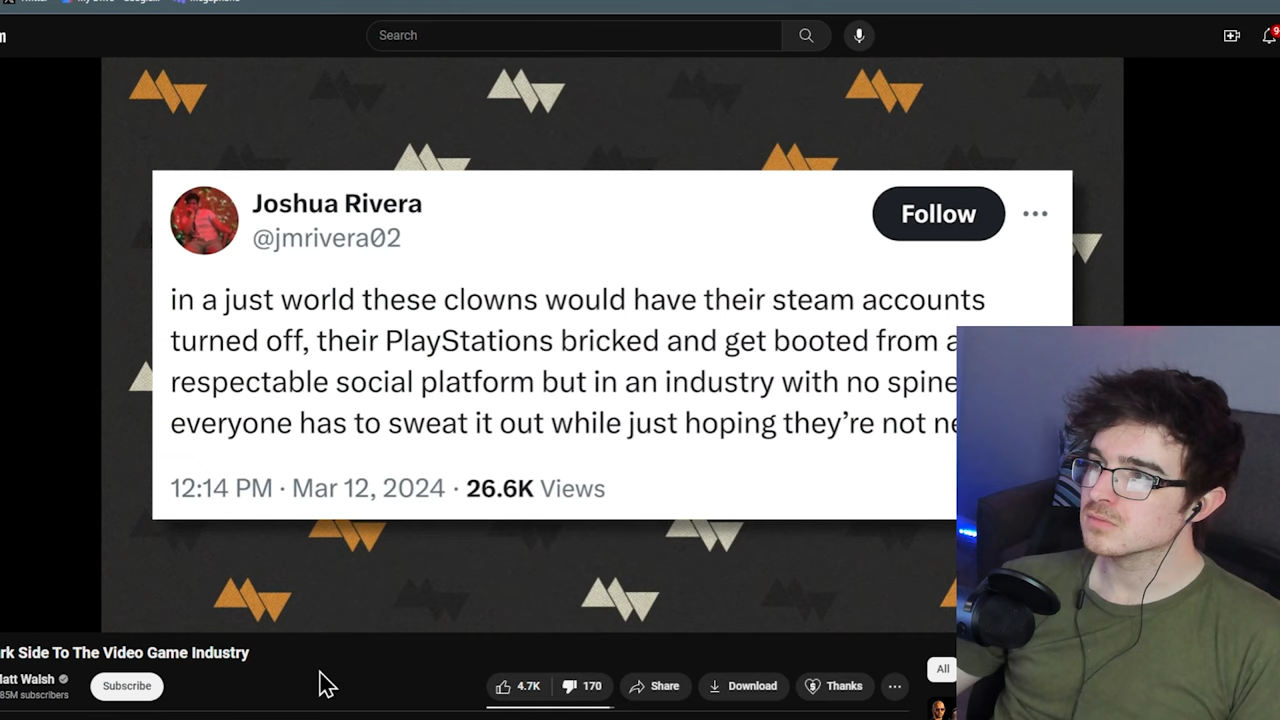 Search
Joshua Rivera
@jmrivera02
Follow
in a just world these clowns would have their steam accounts
turned off, their PlayStations bricked and get booted from
respectable social platform but in an industry with no spine
everyone has to sweat it out while just hoping they're not
12:14 PM · Mar 12, 2024 · 26.6K Views
Side To The Video Game Industry
Walsh
85M subscribers
Subscribe
4.7K
170
Share
Download
Thanks
All